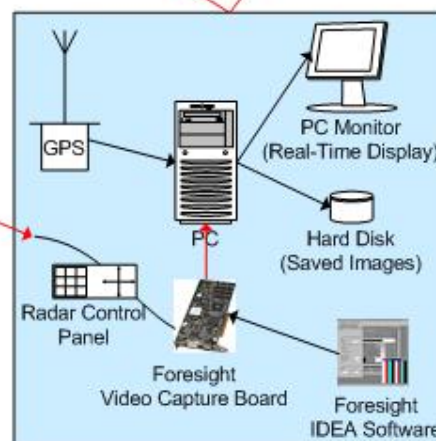 GPS
PC Monitor
(Real-Time Display)
PC
Hard Disk
(Saved Images)
Radar Control
Panel
Foresight
Video Capture Board
Foresight
IDEA Software